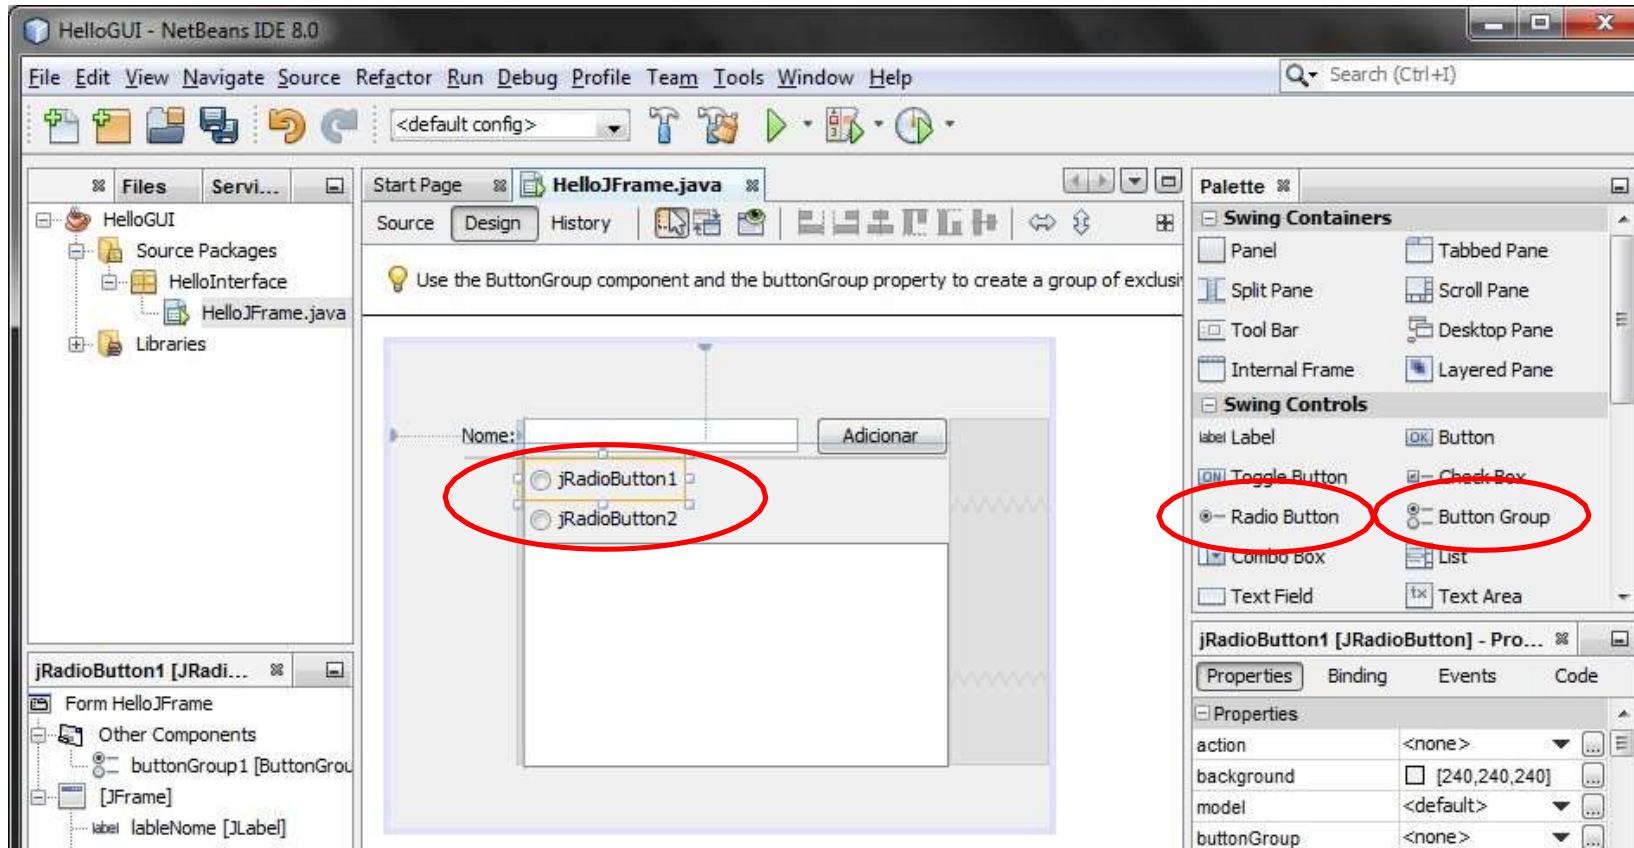 HelloGUI - NetBeans IDE 8.0
File Edit View Navigate Source Refactor Run Debug Profile Team Tools Window Help
Search (Ctrl+I)
<default config>
Files Servi...
HelloGUI
Source Packages
HelloInterface
HelloJFrame.java
Libraries
Start Page HelloJFrame.java
Source Design History
Use the ButtonGroup component and the buttonGroup property to create a group of exclusi
Nome: Adicionar
jRadioButton1
jRadioButton2
Palette
Swing Containers
Panel Tabbed Pane
Split Pane Scroll Pane
Tool Bar Desktop Pane
Internal Frame Layered Pane
Swing Controls
label Label OK Button
ON Toggle Button Check Box
Radio Button Button Group
Combo Box List
Text Field tx Text Area
jRadioButton1 [JRadi...
Form HelloJFrame
Other Components
buttonGroup1 [ButtonGrou
[JFrame]
label lableNome [JLabel]
jRadioButton1 [JRadioButton] - Pro...
Properties Binding Events Code
Properties
action <none> ...
background [240,240,240] ...
model <default> ...
buttonGroup <none> ...